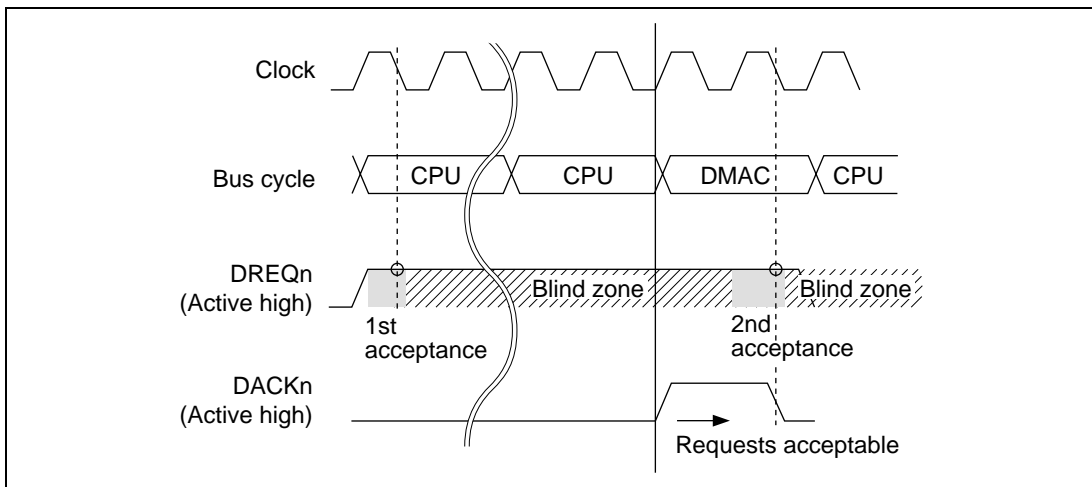 Clock
Bus cycle
CPU
CPU
DMAC
CPU
DREQn
(Active high)
Blind zone
Blind zone
1st
acceptance
2nd
acceptance
DACKn
(Active high)
Requests acceptable